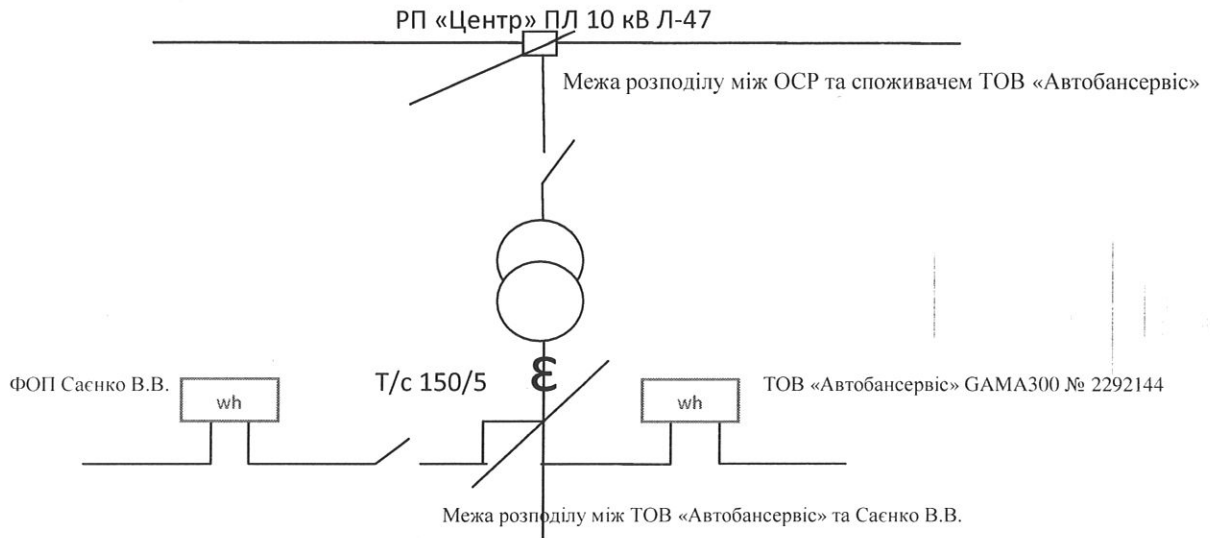 РП «Центр» ПЛ 10 кВ Л-47
Межа розподілу між ОСР та споживачем ТОВ «Автобансервіс»
ФОП Саєнко В.В.
wh
Т/с 150/5
wh
ТОВ «Автобансервіс» GAMA300 № 2292144
Межа розподілу між ТОВ «Автобансервіс» та Саєнко В.В.